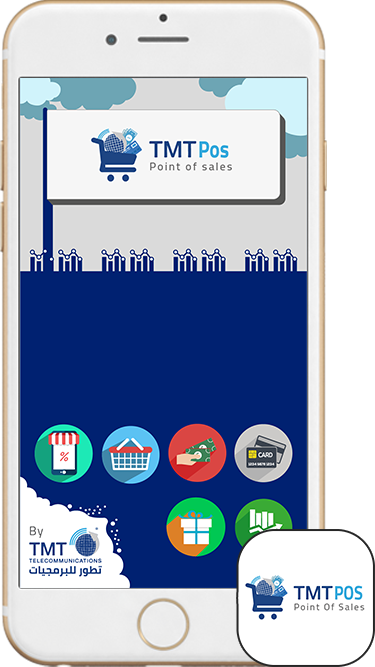 TMT Pos
Point of sales
%
CARD
1234 5678 1234
By
TMT
TELECOMMUNICATIONS
تطور للبرمجيات
TMT POS
Point Of Sales